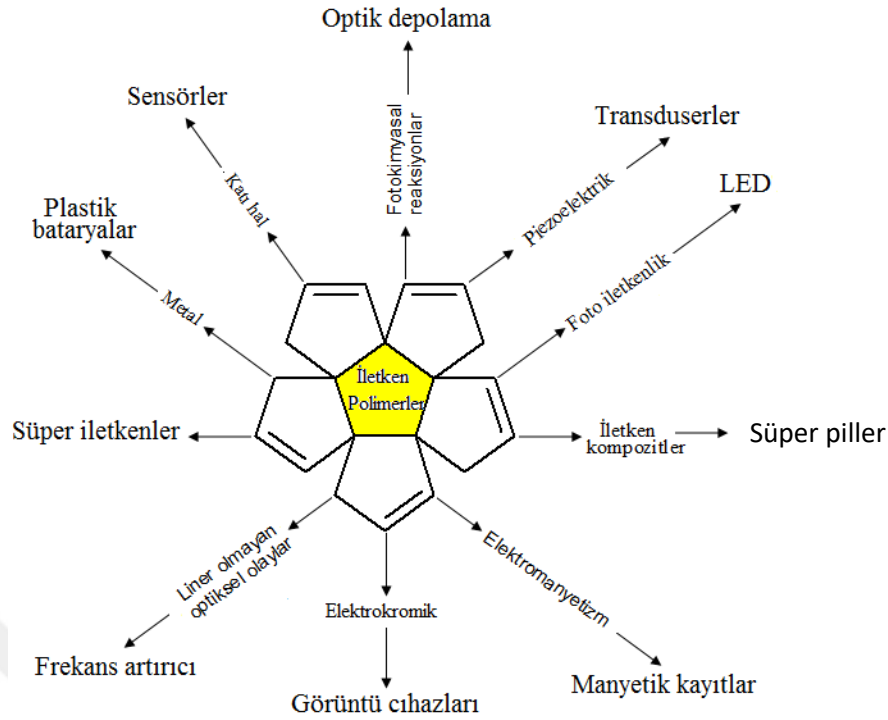 Optik depolama
Sensörler
Fotokimyasal
reaksiyonlar
Transduserler
Katı hal
Piezoelektrik
LED
Plastik
bataryalar
Metal
Foto iletkenlik
İletken
Polimerler
Süper iletkenler
İletken
kompozitler
Süper piller
Liner olmayan
optiksel olaylar
Elektromanyetizm
Elektrokromik
Frekans artırıcı
Görüntü cıhazları
Manyetik kayıtlar